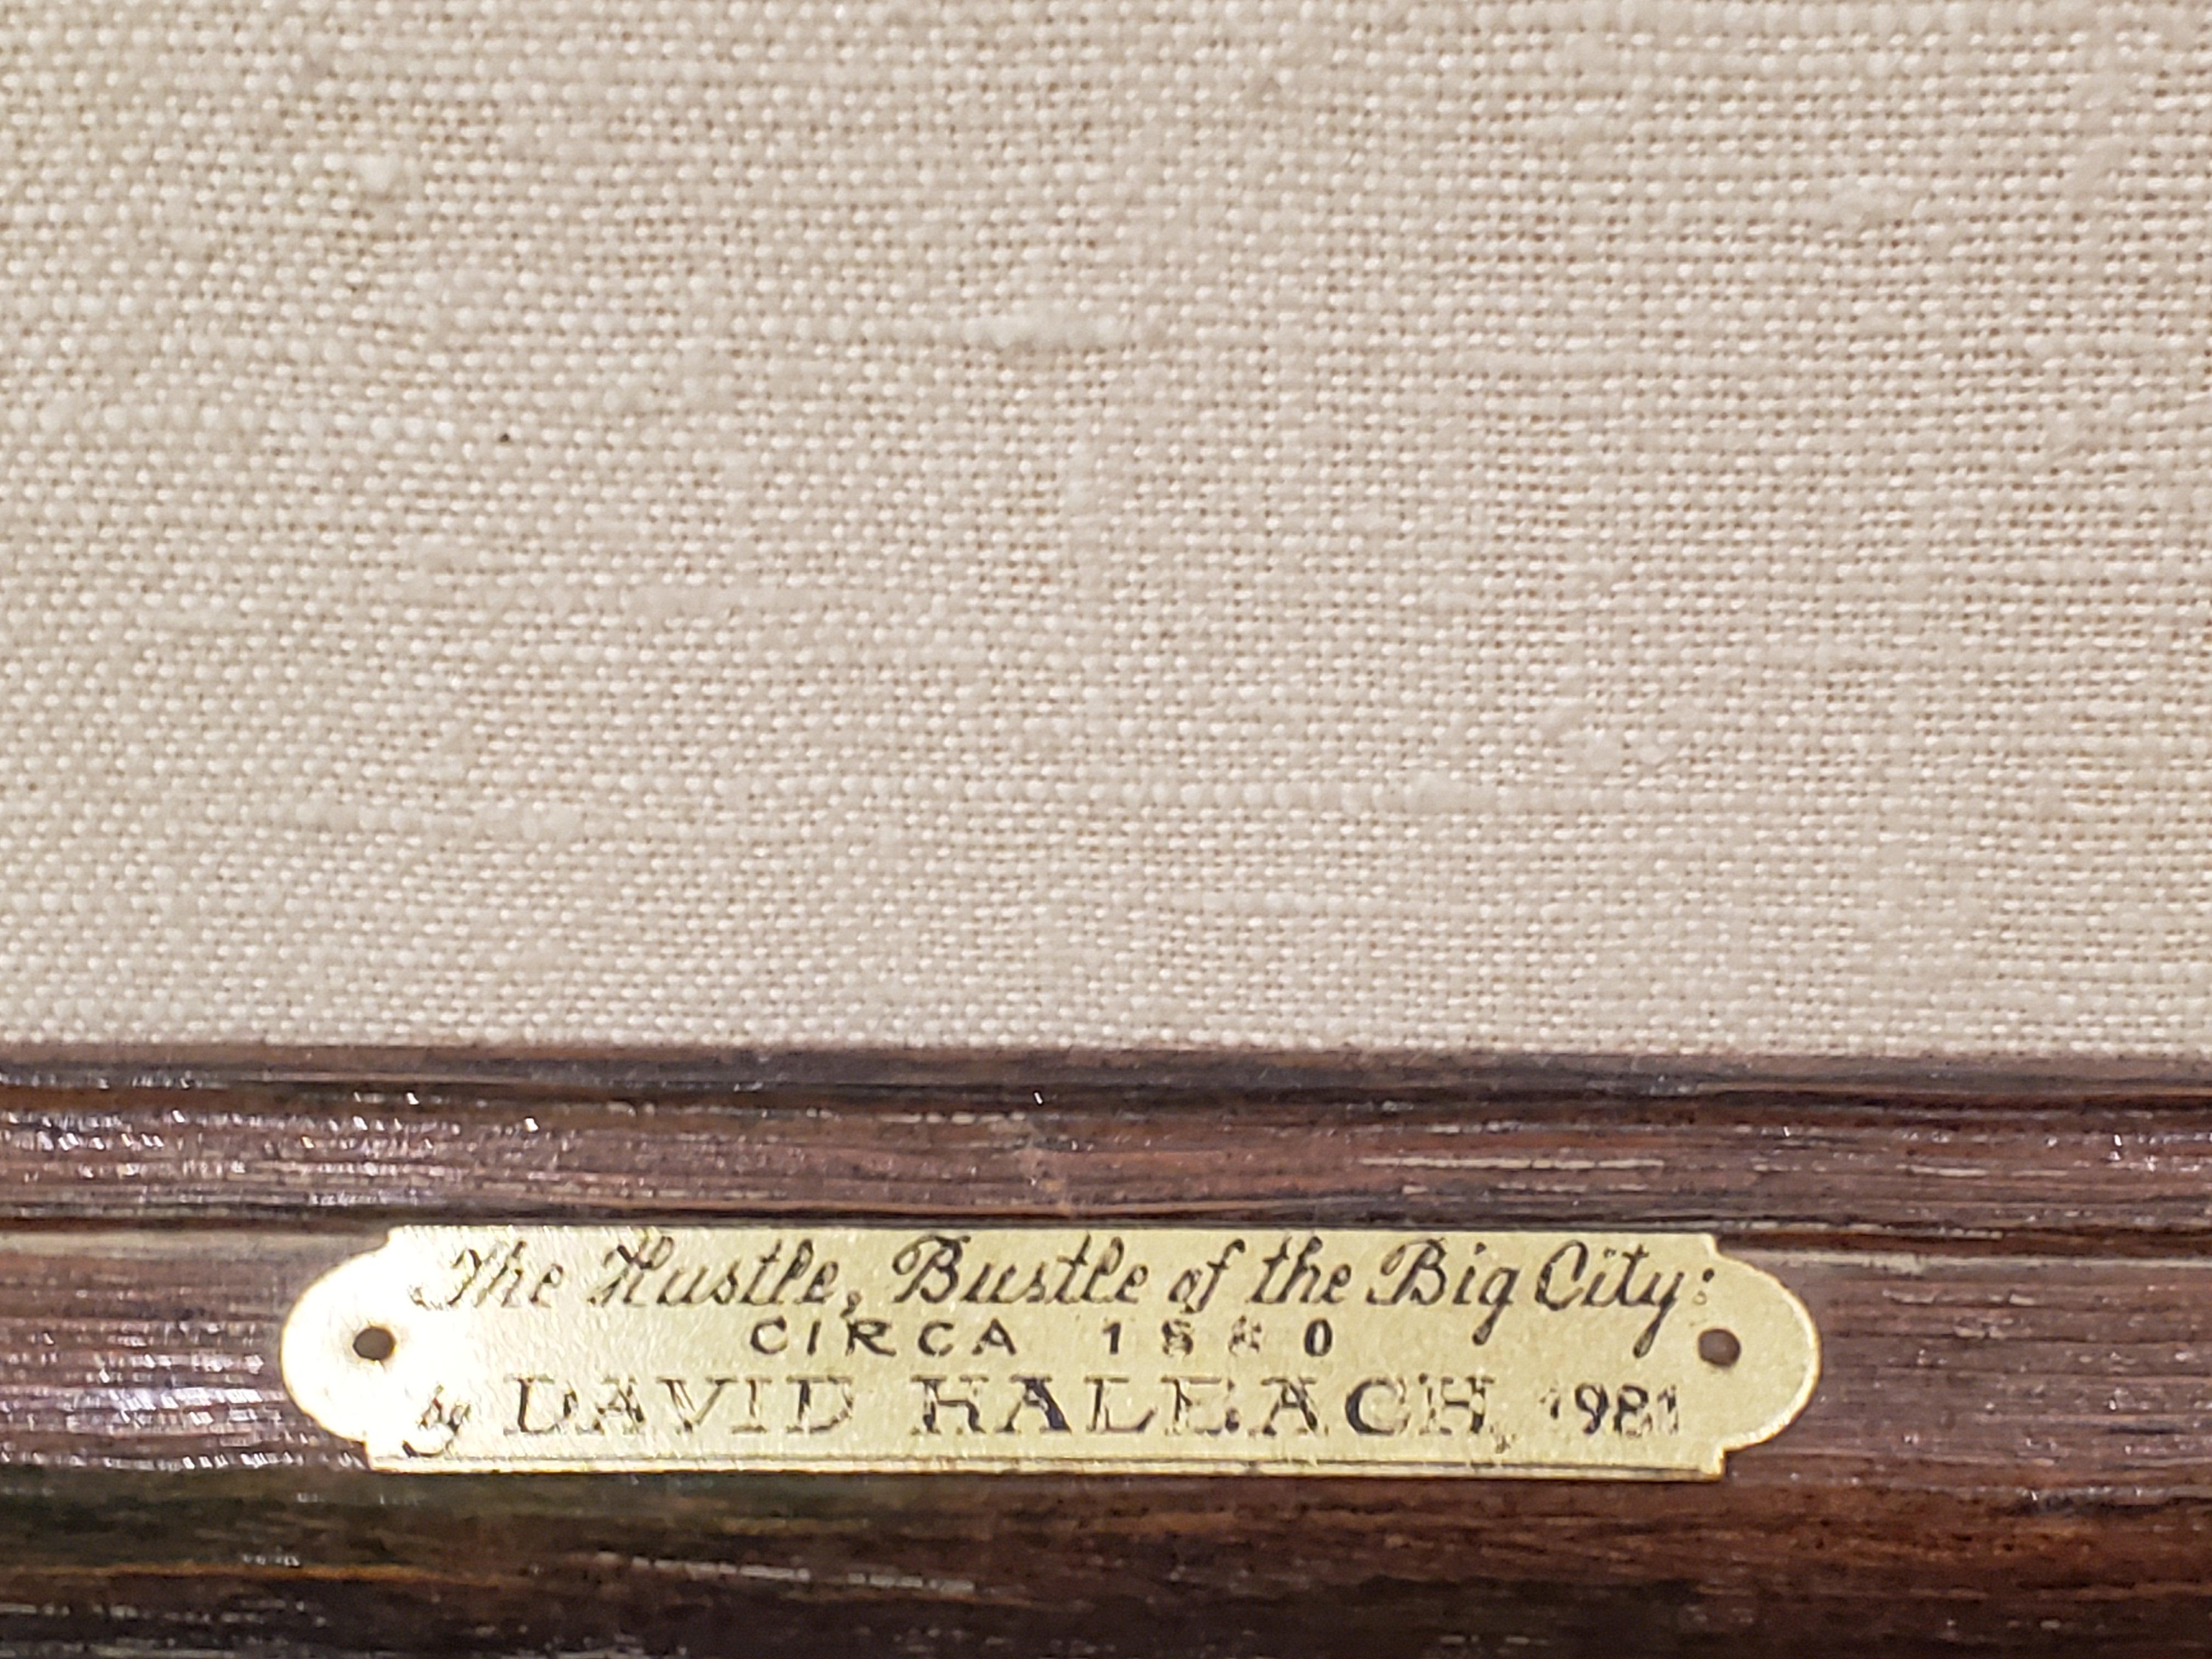 The Hustle, Bustle of the Big City:
CIRCA 1880
by DAVID HALBACH, 1981